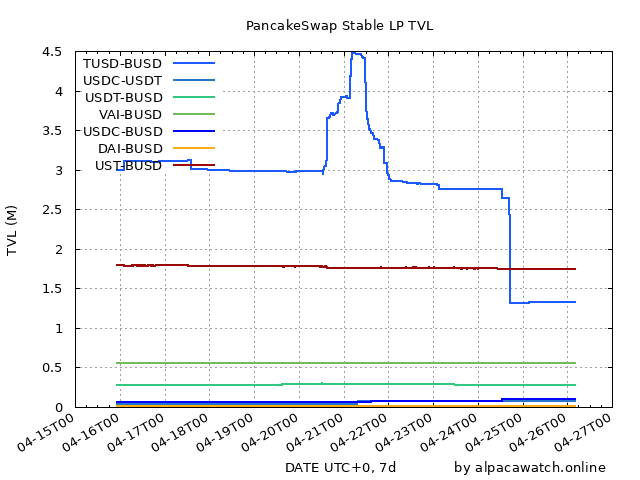 PancakeSwap Stable LP TVL
TUSD-BUSD
USDC-USDT
USDT-BUSD
VAI-BUSD
USDC-BUSD
DAI-BUSD
UST-BUSD
4.5
4
3.5
3
2.5
2
1.5
1
0.5
0
TVL (M)
04-15T00
04-16T00
04-17T00
04-18T00
04-19T00
04-20T00
04-21T00
04-22T00
04-23T00
04-24T00
04-25T00
04-26T00
04-27T00
DATE UTC+0, 7d
by alpacawatch.online